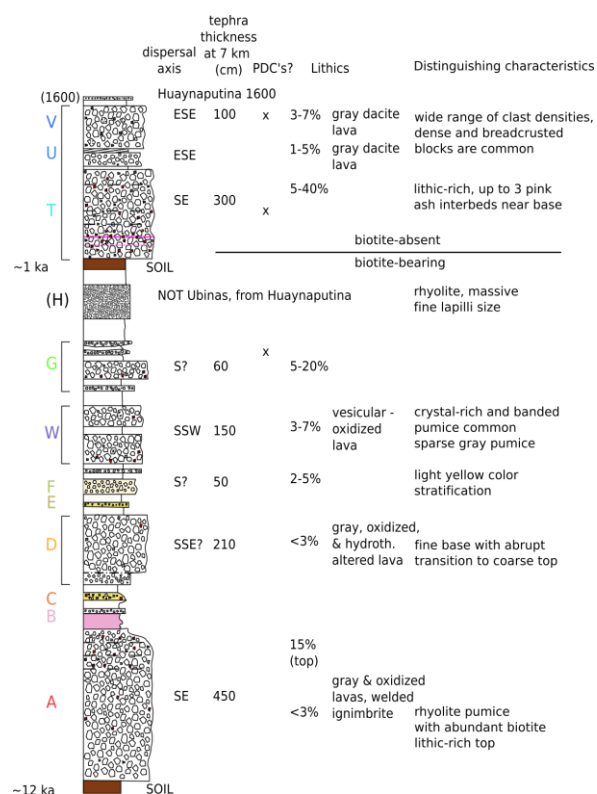 tephra
thickness
dispersal at 7 km
axis (cm) PDC's? Lithics Distinguishing characteristics
Huaynaputina 1600
(1600)
V ESE 100 x 3-7% gray dacite lava wide range of clast densities, dense and breadcrusted blocks are common
U ESE 1-5% gray dacite lava
T SE 300 x 5-40% lithic-rich, up to 3 pink ash interbeds near base
biotite-absent
biotite-bearing
~1 ka SOIL
(H) NOT Ubinas, from Huaynaputina rhyolite, massive fine lapilli size
G S? 60 x 5-20%
W SSW 150 3-7% vesicular - oxidized lava crystal-rich and banded pumice common sparse gray pumice
F S? 50 2-5% light yellow color stratification
E
D SSE? 210 <3% gray, oxidized, & hydroth. altered lava fine base with abrupt transition to coarse top
C
B
15%
(top)
A SE 450 <3% gray & oxidized lavas, welded ignimbrite rhyolite pumice with abundant biotite lithic-rich top
~12 ka SOIL